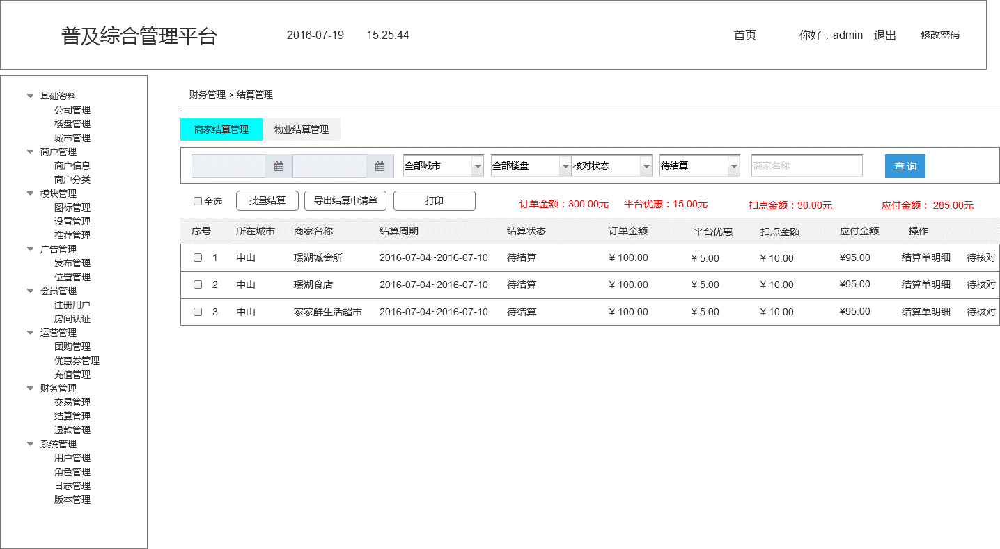 普及综合管理平台 2016-07-19 15:25:44 首页 你好，admin 退出 修改密码
基础资料
公司管理
楼盘管理
城市管理
商户管理
商户信息
商户分类
模块管理
图标管理
设置管理
推荐管理
广告管理
发布管理
位置管理
会员管理
注册用户
房间认证
运营管理
团购管理
优惠券管理
充值管理
财务管理
交易管理
结算管理
退款管理
系统管理
用户管理
角色管理
日志管理
版本管理
财务管理 > 结算管理
商家结算管理 物业结算管理
全部城市 全部楼盘 核对状态 待结算 商家名称 查 询
全选 批量结算 导出结算申请单 打印 订单金额：300.00元 平台优惠：15.00元 扣点金额：30.00元 应付金额： 285.00元
序号 所在城市 商家名称 结算周期 结算状态 订单金额 平台优惠 扣点金额 应付金额 操作
1 中山 璟湖城会所 2016-07-04~2016-07-10 待结算 ¥ 100.00 ¥ 5.00 ¥ 10.00 ¥95.00 结算单明细 待核对
2 中山 璟湖食店 2016-07-04~2016-07-10 待结算 ¥ 100.00 ¥ 5.00 ¥ 10.00 ¥95.00 结算单明细 待核对
3 中山 家家鲜生活超市 2016-07-04~2016-07-10 待结算 ¥ 100.00 ¥ 5.00 ¥ 10.00 ¥95.00 结算单明细 待核对